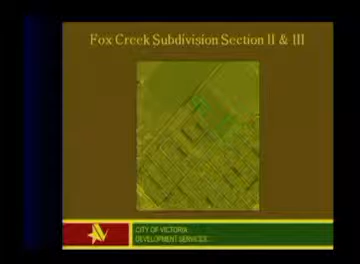 Fox Creek Subdivision Section II & III
CITY OF VICTORIA
DEVELOPMENT SERVICES